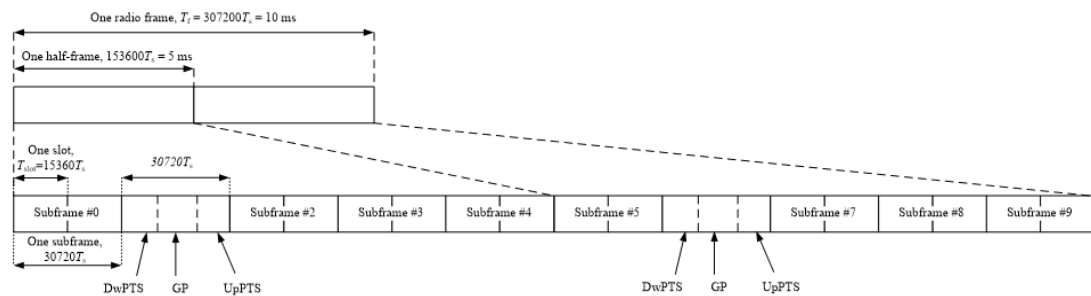 One radio frame, Tf = 307200Ts = 10 ms
One half-frame, 153600Ts = 5 ms
One slot,
Tslot=15360Ts
30720Ts
Subframe #0
Subframe #2
Subframe #3
Subframe #4
Subframe #5
Subframe #7
Subframe #8
Subframe #9
One subframe,
30720Ts
DwPTS
GP
UpPTS
DwPTS
GP
UpPTS